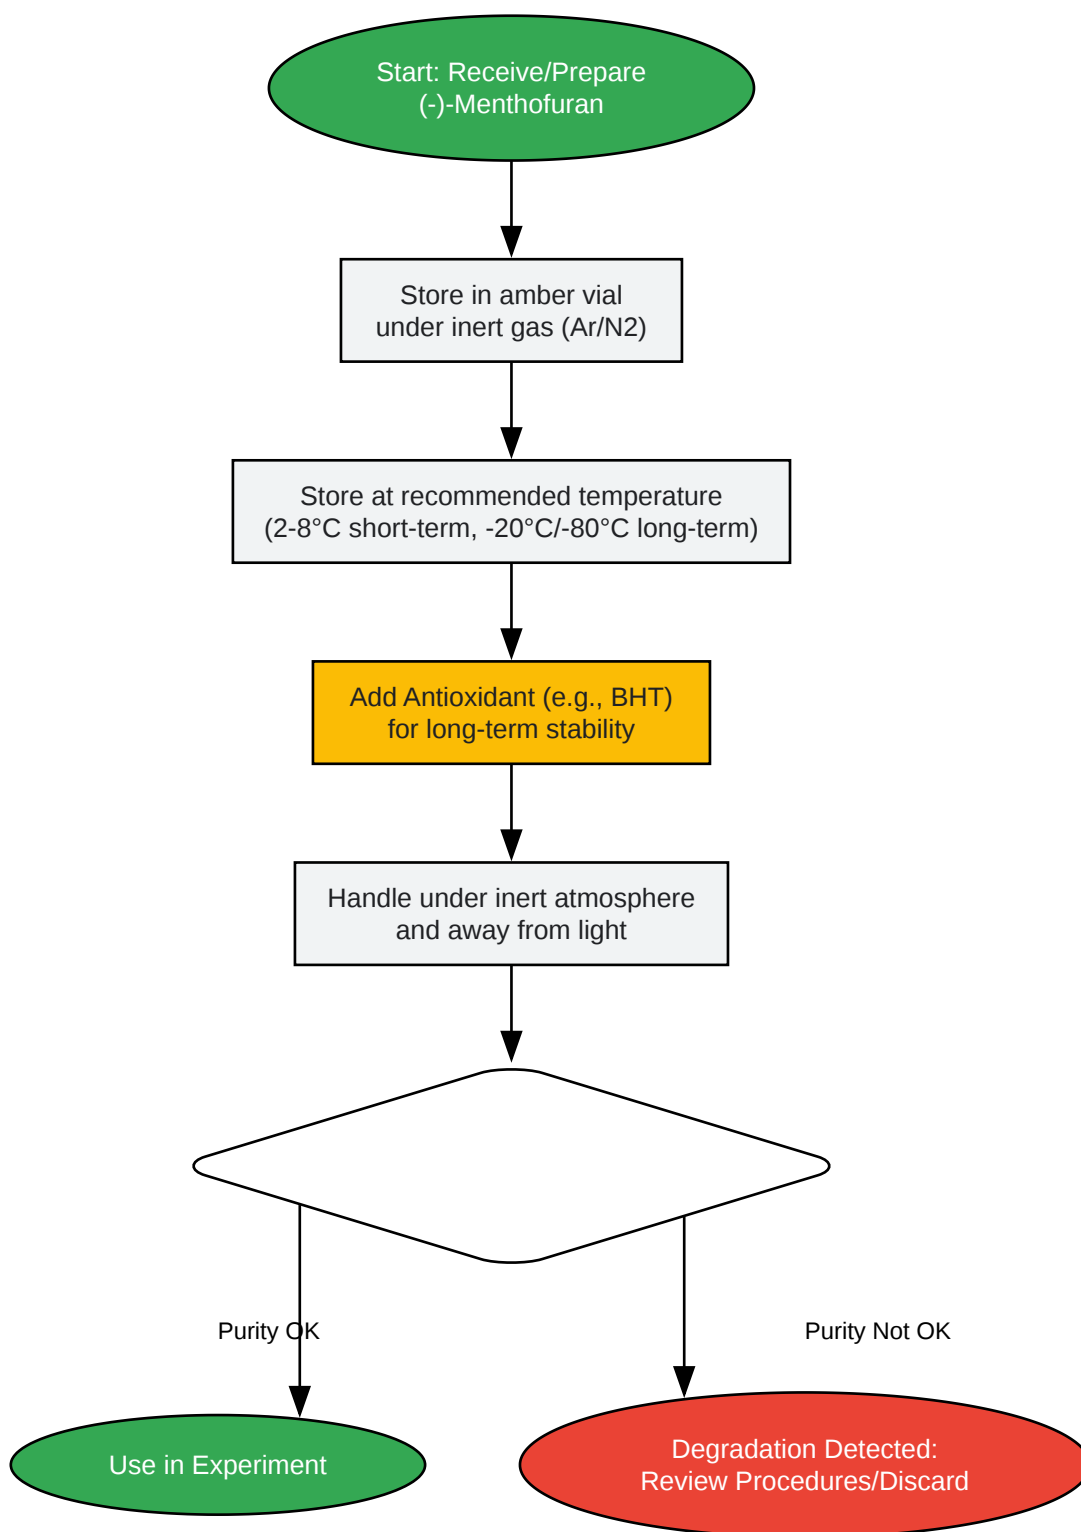 Start: Receive/Prepare
(-)-Menthofuran
Store in amber vial
under inert gas (Ar/N2)
Store at recommended temperature
(2-8°C short-term, -20°C/-80°C long-term)
Add Antioxidant (e.g., BHT)
for long-term stability
Handle under inert atmosphere
and away from light
Purity OK
Purity Not OK
Use in Experiment
Degradation Detected:
Review Procedures/Discard